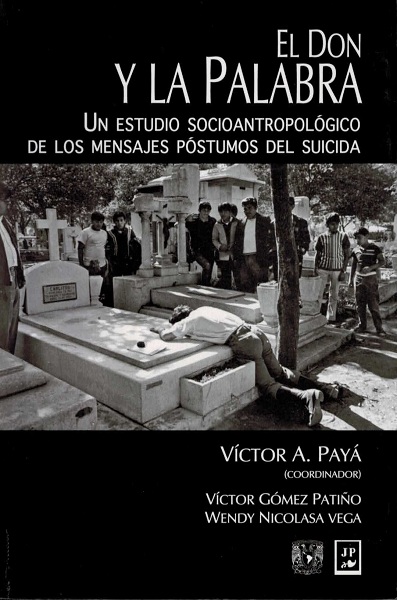 EL DON
Y LA PALABRA
UN ESTUDIO SOCIOANTROPOLÓGICO
DE LOS MENSAJES PÓSTUMOS DEL SUICIDA
VÍCTOR A. PAYÁ
(COORDINADOR)
VÍCTOR GÓMEZ PATIÑO
WENDY NICOLASA VEGA
JP